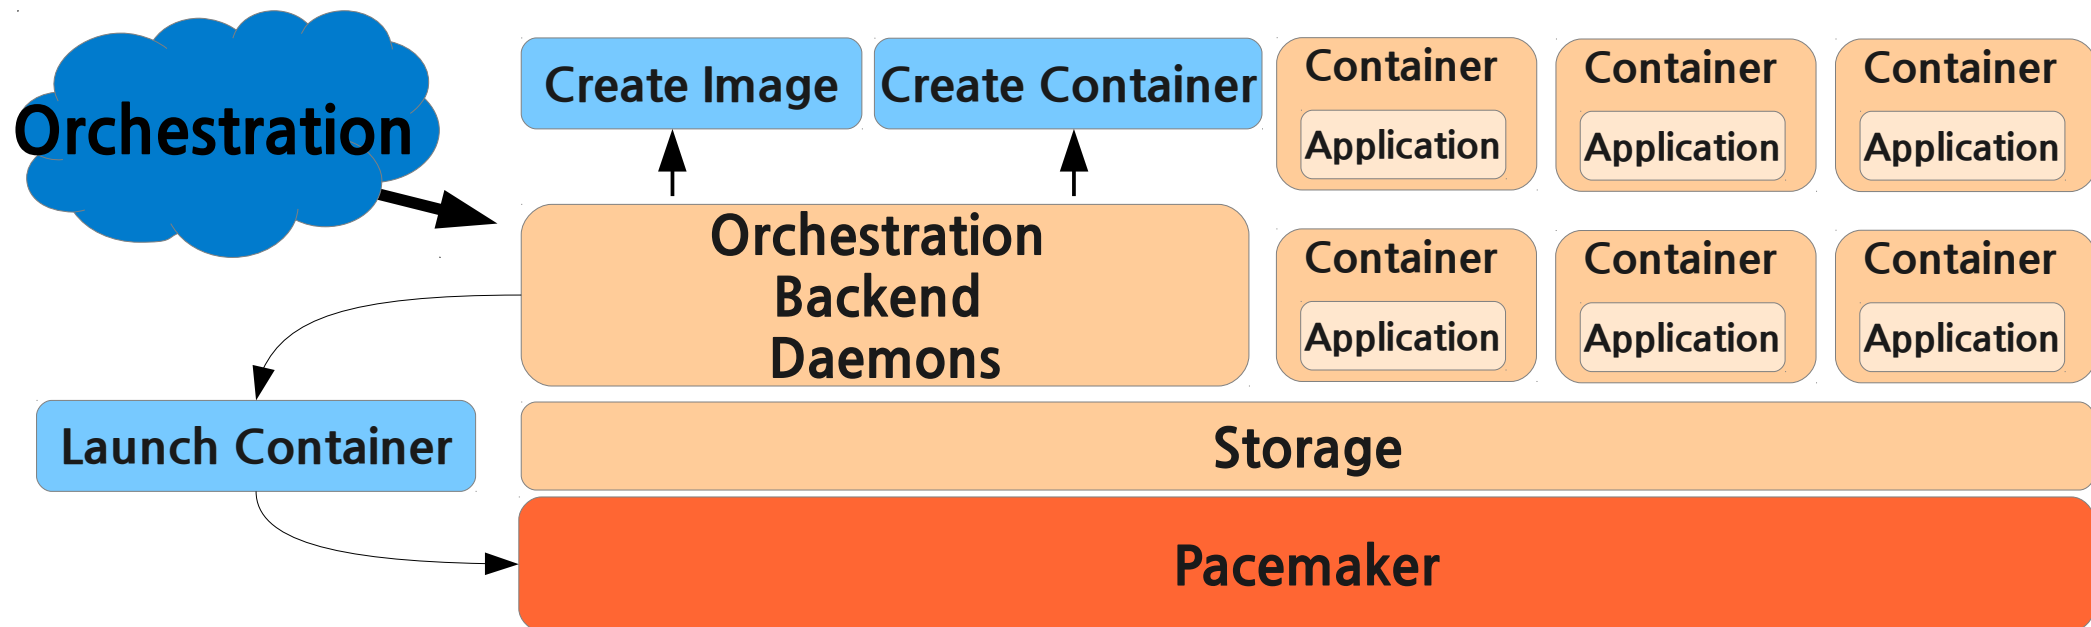 Orchestration
Create Image
Create Container
Container
Application
Container
Application
Container
Application
Orchestration
Backend
Daemons
Container
Application
Container
Application
Container
Application
Launch Container
Storage
Pacemaker